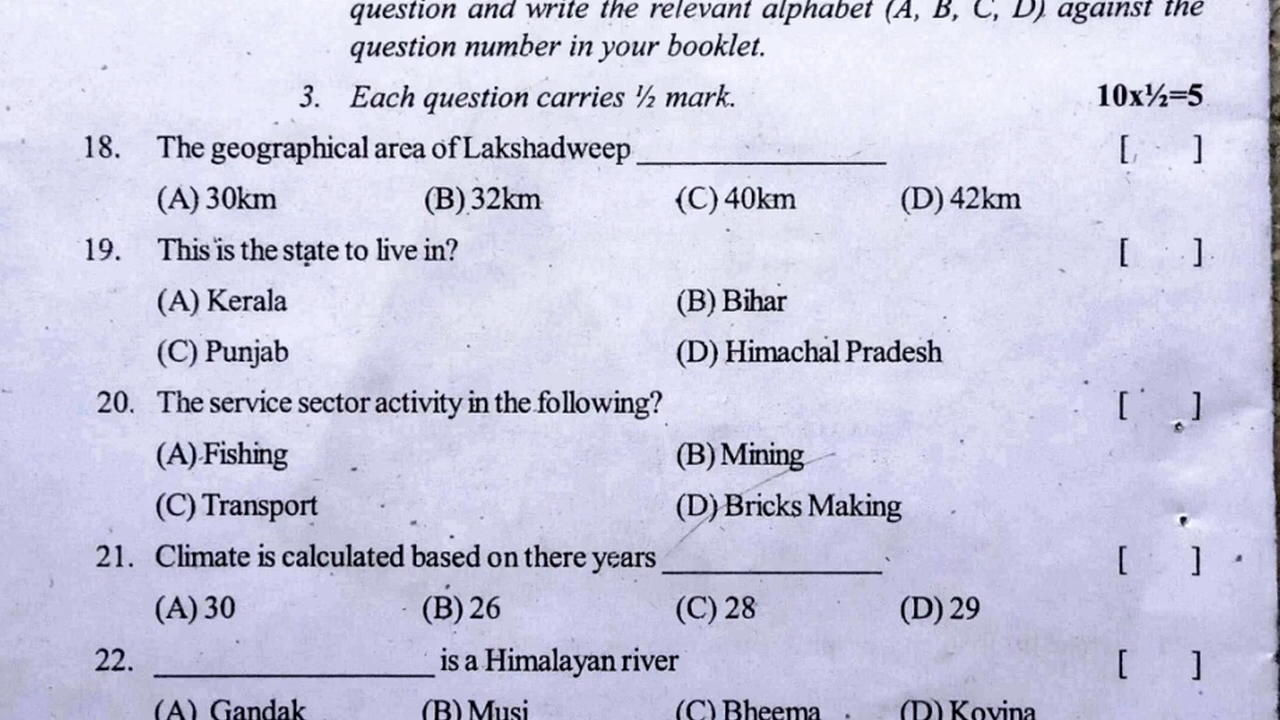 question and write the relevant alphabet (A, B, C, D) against the
question number in your booklet.
3. Each question carries ½ mark. 10x½=5
18. The geographical area of Lakshadweep ____________ [ ]
(A) 30km (B) 32km (C) 40km (D) 42km
19. This is the state to live in? [ ]
(A) Kerala (B) Bihar
(C) Punjab (D) Himachal Pradesh
20. The service sector activity in the following? [ ]
(A) Fishing (B) Mining
(C) Transport (D) Bricks Making
21. Climate is calculated based on there years ____________ [ ]
(A) 30 (B) 26 (C) 28 (D) 29
22. ____________ is a Himalayan river [ ]
(A) Gandak (B) Musi (C) Bheema (D) Koyina